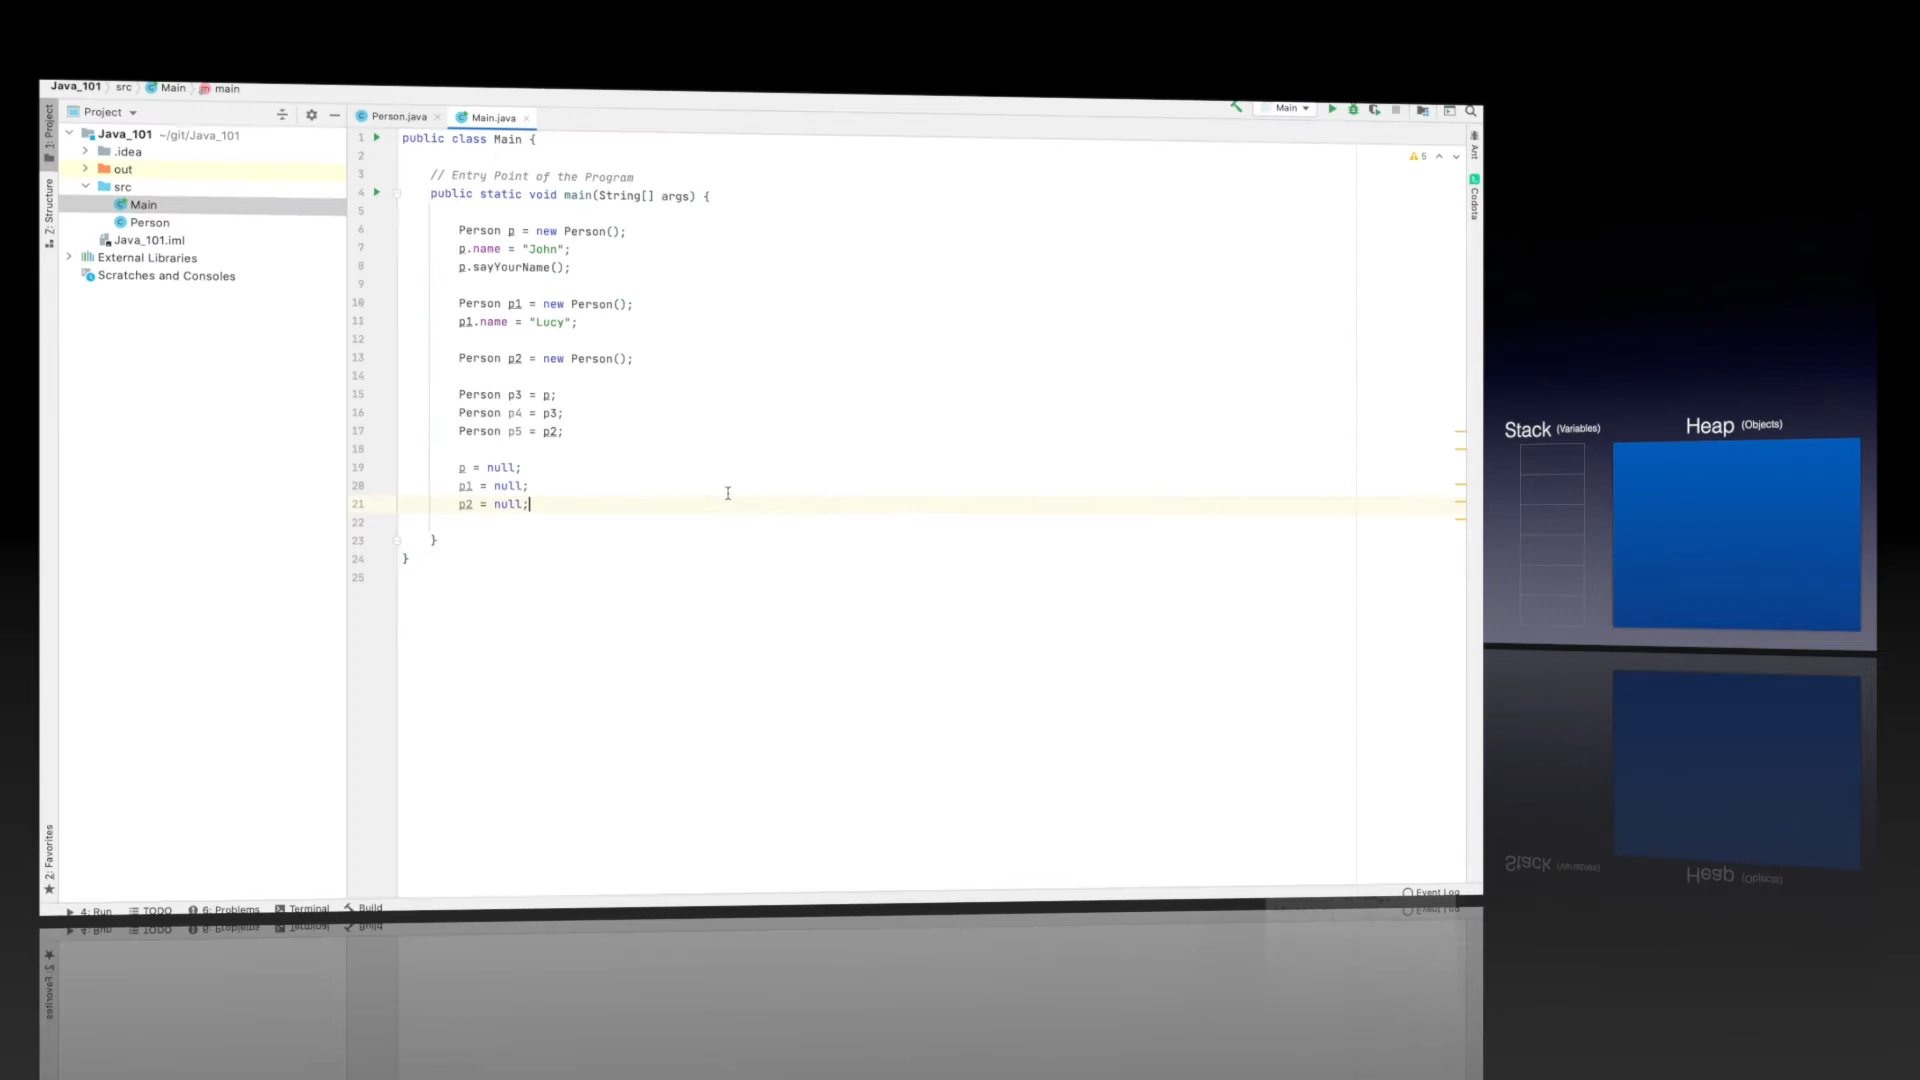 Java_101 src Main main
Project
Person.java
Main.java
Main
1: Project
Java_101 ~/git/Java_101
.idea
out
src
Main
Person
Java_101.iml
External Libraries
Scratches and Consoles
Z: Structure
2: Favorites
1 public class Main {
2
3 // Entry Point of the Program
4 public static void main(String[] args) {
5
6 Person p = new Person();
7 p.name = "John";
8 p.sayYourName();
9
10 Person p1 = new Person();
11 p1.name = "Lucy";
12
13 Person p2 = new Person();
14
15 Person p3 = p;
16 Person p4 = p3;
17 Person p5 = p2;
18
19 p = null;
20 p1 = null;
21 p2 = null;
22
23 }
24 }
25
5
Ant
Codota
4: Run TODO 6: Problems Terminal Build
Event Log
Stack (Variables)
Heap (Objects)